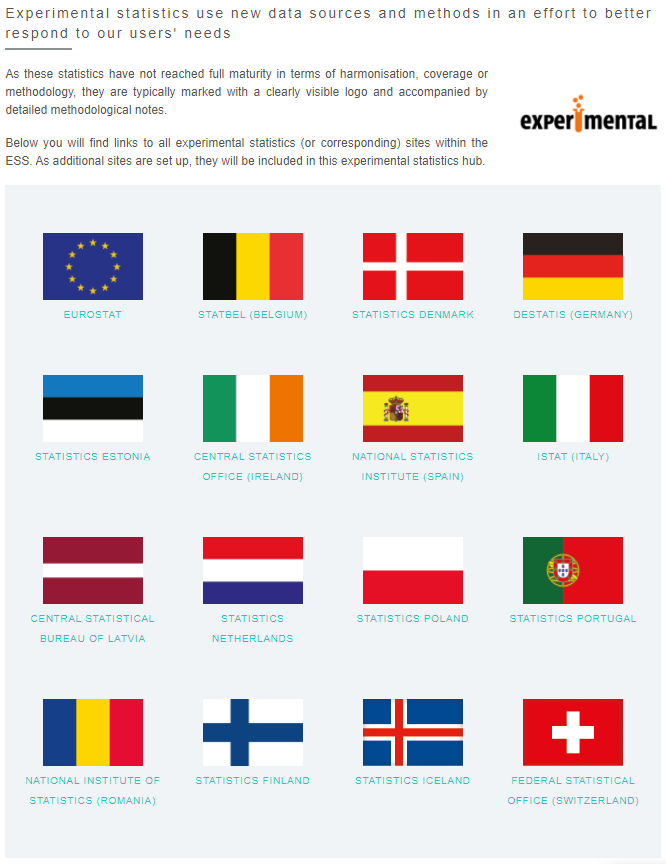 Experimental statistics use new data sources and methods in an effort to better
respond to our users' needs
As these statistics have not reached full maturity in terms of harmonisation, coverage or
methodology, they are typically marked with a clearly visible logo and accompanied by
detailed methodological notes.
experimental
Below you will find links to all experimental statistics (or corresponding) sites within the
ESS. As additional sites are set up, they will be included in this experimental statistics hub.
EUROSTAT
STATBEL (BELGIUM)
STATISTICS DENMARK
DESTATIS (GERMANY)
STATISTICS ESTONIA
CENTRAL STATISTICS
OFFICE (IRELAND)
NATIONAL STATISTICS
INSTITUTE (SPAIN)
ISTAT (ITALY)
CENTRAL STATISTICAL
BUREAU OF LATVIA
STATISTICS
NETHERLANDS
STATISTICS POLAND
STATISTICS PORTUGAL
NATIONAL INSTITUTE OF
STATISTICS (ROMANIA)
STATISTICS FINLAND
STATISTICS ICELAND
FEDERAL STATISTICAL
OFFICE (SWITZERLAND)